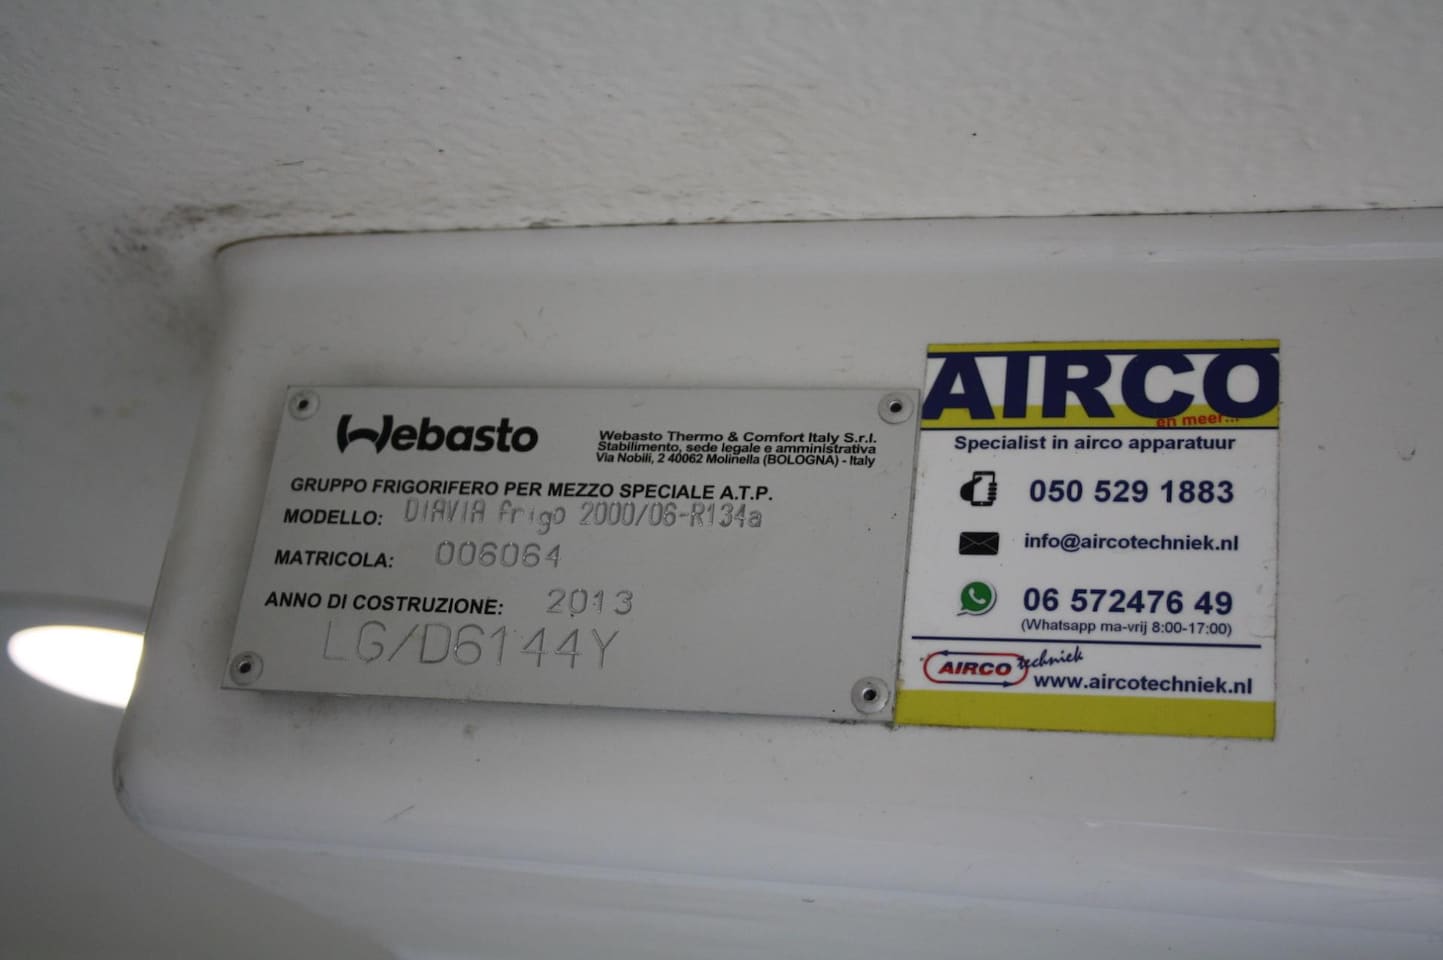 Webasto
Webasto Thermo & Comfort Italy S.r.l.
Stabilimento, sede legale e amministrativa
Via Nobili, 2 40062 Molinella (BOLOGNA) - Italy
GRUPPO FRIGORIFERO PER MEZZO SPECIALE A.T.P.
MODELLO: DIAVIA frigo 2000/06-R134a
MATRICOLA: 006064
ANNO DI COSTRUZIONE: 2013
LG/D6144Y
AIRCO
en meer...
Specialist in airco apparatuur
050 529 1883
info@aircotechniek.nl
06 572476 49
(Whatsapp ma-vrij 8:00-17:00)
AIRCO techniek
www.aircotechniek.nl